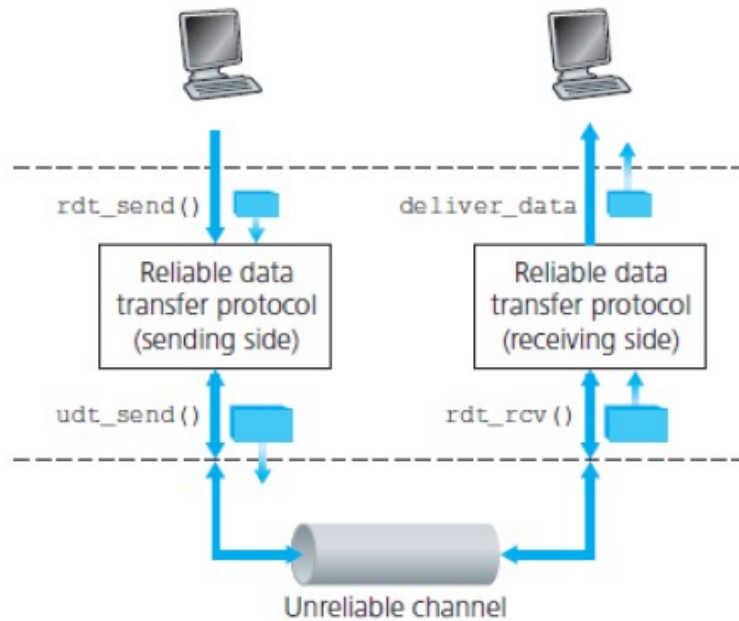 rdt_send()
deliver_data
Reliable data
transfer protocol
(sending side)
Reliable data
transfer protocol
(receiving side)
udt_send()
rdt_rcv()
Unreliable channel